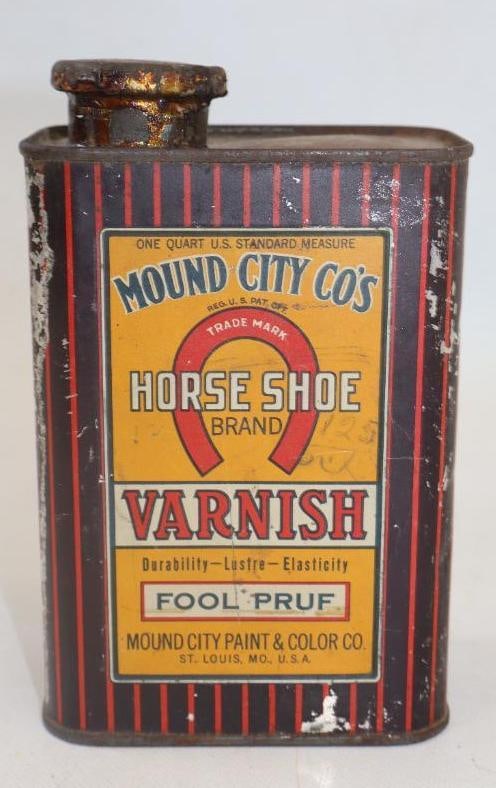 ONE QUART U.S. STANDARD MEASURE
MOUND CITY CO'S
REG. U.S. PAT. OFF.
TRADE MARK
HORSE SHOE
BRAND
125
VARNISH
Durability—Lustre—Elasticity
FOOL PRUF
MOUND CITY PAINT & COLOR CO.
ST. LOUIS, MO., U.S.A.